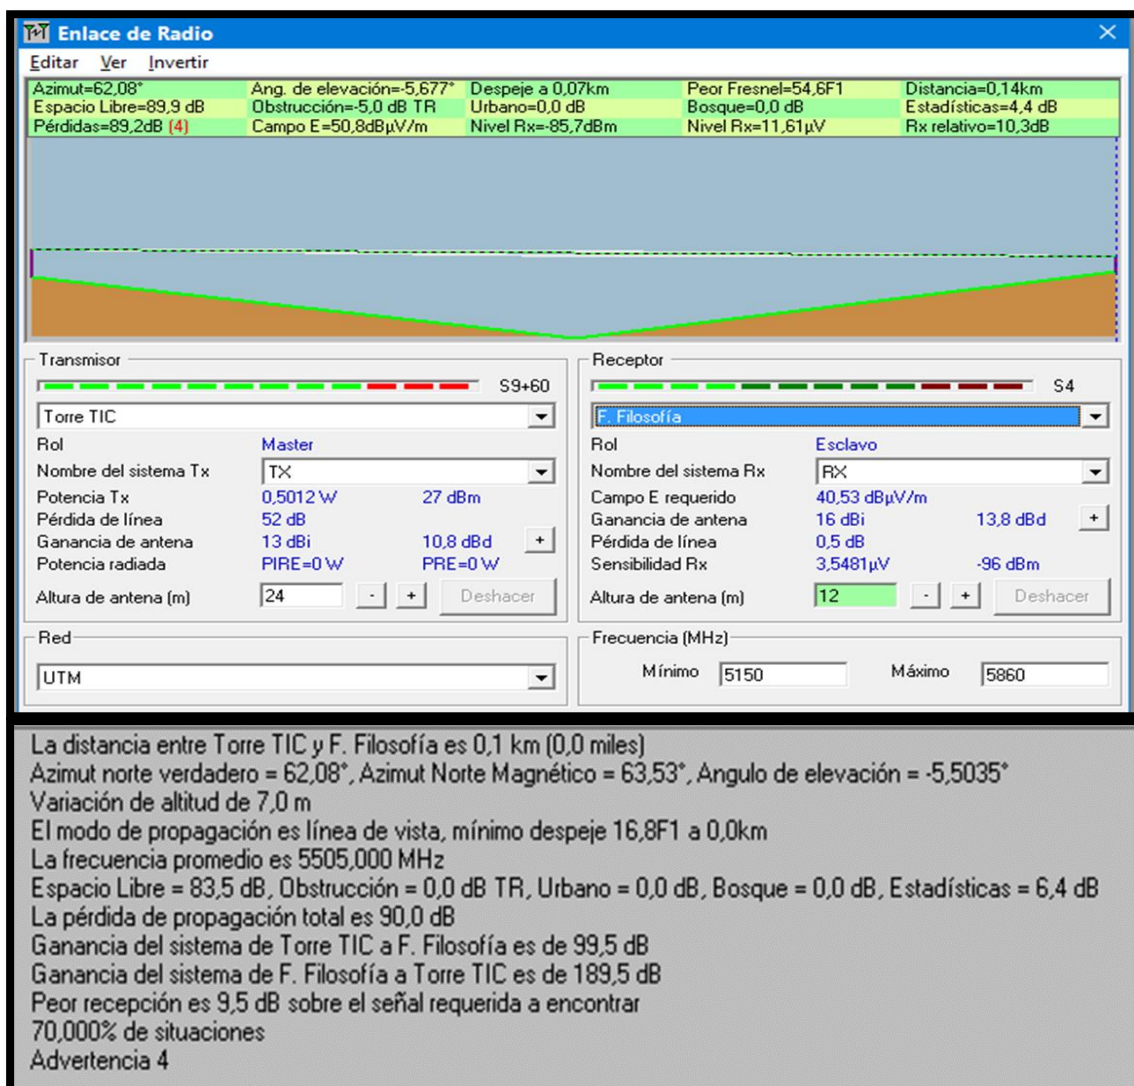 Enlace de Radio
Editar Ver Invertir
Azimut=62,08° Ang. de elevación=-5,677° Despeje a 0,07km Peor Fresnel=54,6F1 Distancia=0,14km
Espacio Libre=89,9 dB Obstrucción=-5,0 dB TR Urbano=0,0 dB Bosque=0,0 dB Estadísticas=4,4 dB
Pérdidas=89,2dB (4) Campo E=50,8dBµV/m Nivel Rx=-85,7dBm Nivel Rx=11,61µV Rx relativo=10,3dB
Transmisor
S9+60
Torre TIC
Rol Master
Nombre del sistema Tx TX
Potencia Tx 0,5012 W 27 dBm
Pérdida de línea 52 dB
Ganancia de antena 13 dBi 10,8 dBd +
Potencia radiada PIRE=0 W PRE=0 W
Altura de antena (m) 24 - + Deshacer
Red
UTM
Receptor
S4
F. Filosofía
Rol Esclavo
Nombre del sistema Rx RX
Campo E requerido 40,53 dBµV/m
Ganancia de antena 16 dBi 13,8 dBd +
Pérdida de línea 0,5 dB
Sensibilidad Rx 3,5481µV -96 dBm
Altura de antena (m) 12 - + Deshacer
Frecuencia (MHz)
Mínimo 5150 Máximo 5860
La distancia entre Torre TIC y F. Filosofía es 0,1 km (0,0 miles)
Azimut norte verdadero = 62,08°, Azimut Norte Magnético = 63,53°, Angulo de elevación = -5,5035°
Variación de altitud de 7,0 m
El modo de propagación es línea de vista, mínimo despeje 16,8F1 a 0,0km
La frecuencia promedio es 5505,000 MHz
Espacio Libre = 83,5 dB, Obstrucción = 0,0 dB TR, Urbano = 0,0 dB, Bosque = 0,0 dB, Estadísticas = 6,4 dB
La pérdida de propagación total es 90,0 dB
Ganancia del sistema de Torre TIC a F. Filosofía es de 99,5 dB
Ganancia del sistema de F. Filosofía a Torre TIC es de 189,5 dB
Peor recepción es 9,5 dB sobre el señal requerida a encontrar
70,000% de situaciones
Advertencia 4